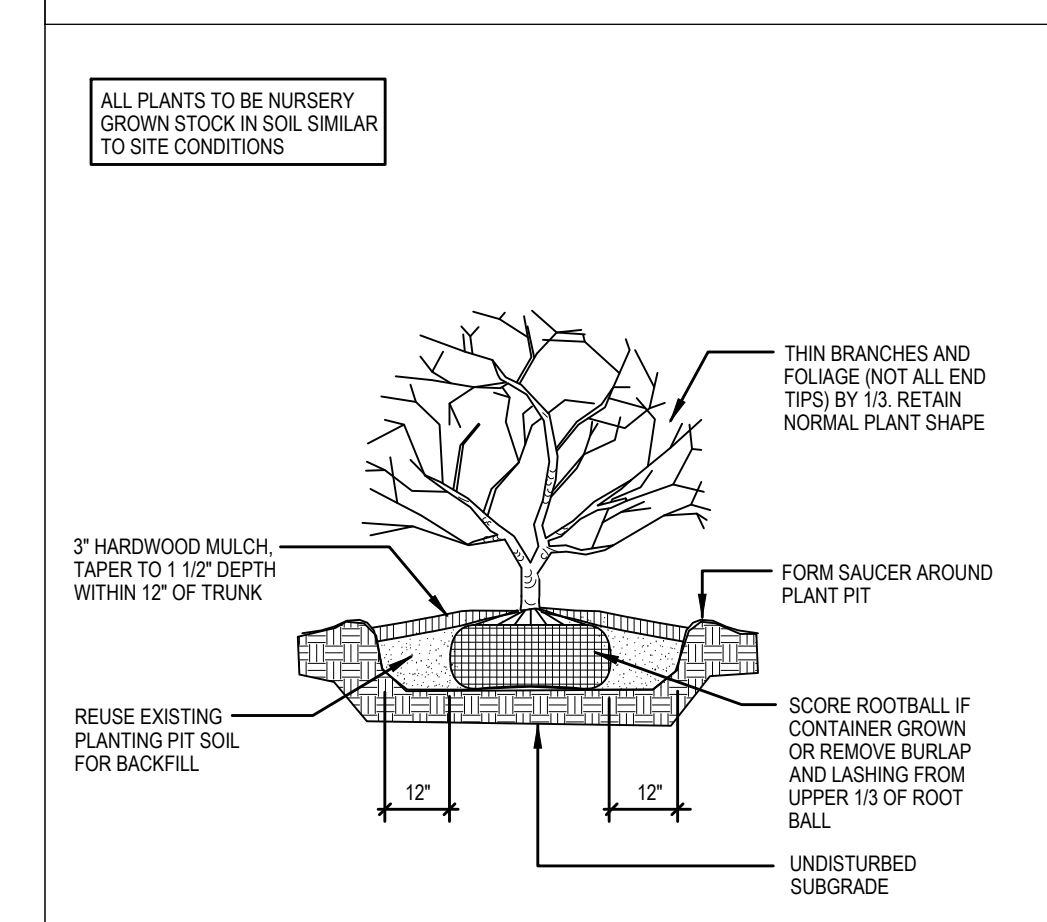 ALL PLANTS TO BE NURSERY
GROWN STOCK IN SOIL SIMILAR
TO SITE CONDITIONS
THIN BRANCHES AND
FOLIAGE (NOT ALL END
TIPS) BY 1/3. RETAIN
NORMAL PLANT SHAPE
3" HARDWOOD MULCH,
TAPER TO 1 1/2" DEPTH
WITHIN 12" OF TRUNK
FORM SAUCER AROUND
PLANT PIT
REUSE EXISTING
PLANTING PIT SOIL
FOR BACKFILL
12"
12"
SCORE ROOTBALL IF
CONTAINER GROWN
OR REMOVE BURLAP
AND LASHING FROM
UPPER 1/3 OF ROOT
BALL
UNDISTURBED
SUBGRADE